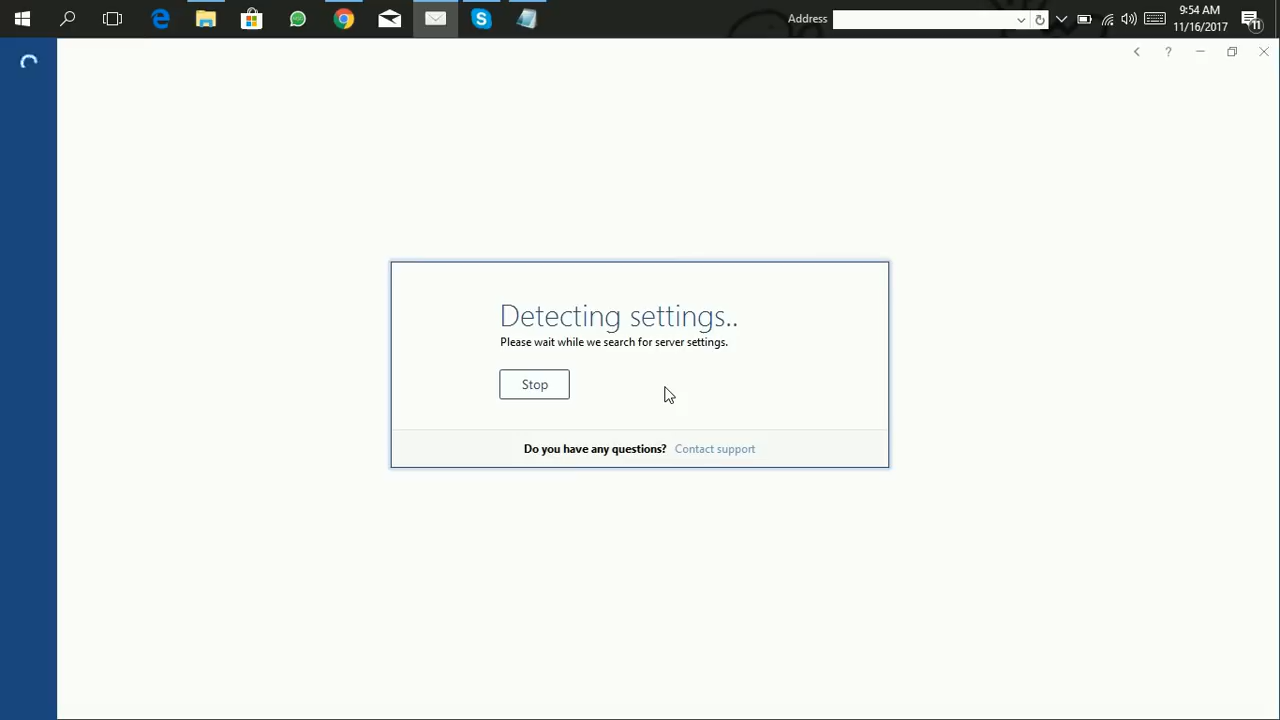 Address
9:54 AM
11/16/2017
11
?
Detecting settings..
Please wait while we search for server settings.
Stop
Do you have any questions? Contact support